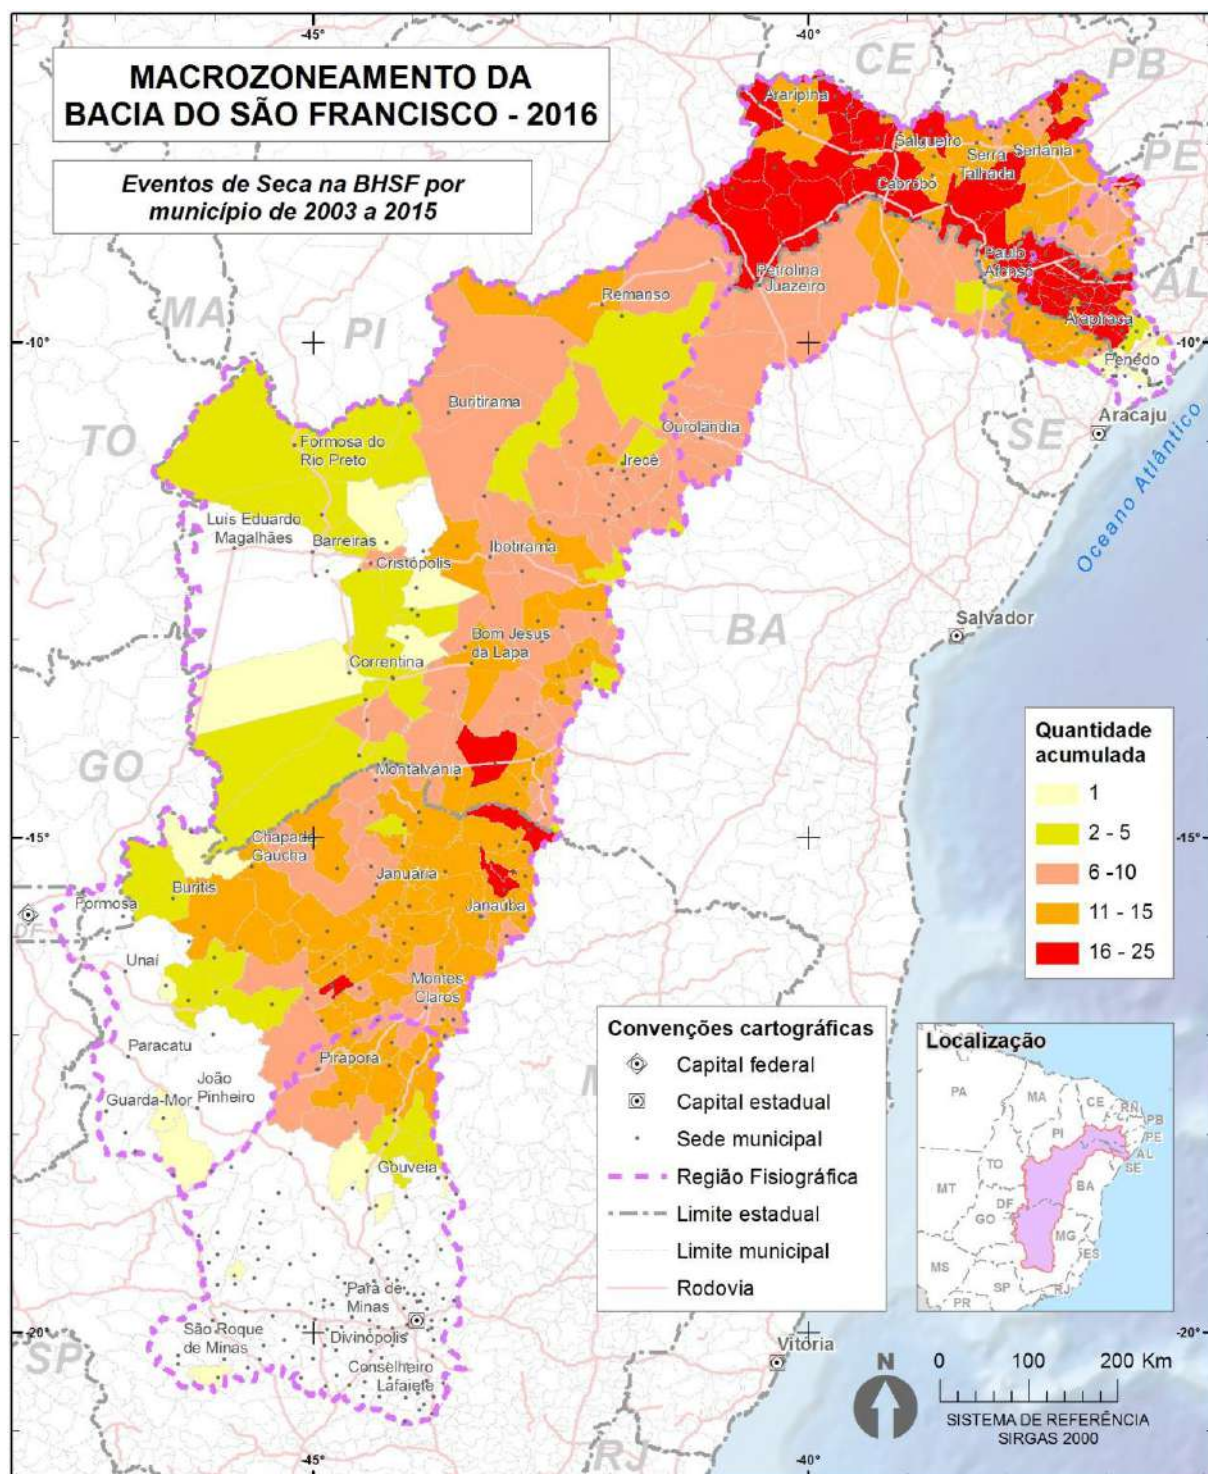 -45°
-40°
MACROZONEAMENTO DA
BACIA DO SÃO FRANCISCO - 2016
Eventos de Seca na BHSF por
município de 2003 a 2015
CE
PB
PE
AL
SE
MA
PI
TO
BA
GO
DF
SP
RJ
Araripina
Salgueiro
Serra
Talhada
Sertânia
Cabrobó
Paulo
Afonso
Petrolina
Juazeiro
Arapiraca
Penedo
Aracaju
Remanso
-10°
-10°
Buritirama
Ourolândia
Irecê
Formosa do
Rio Preto
Luís Eduardo
Magalhães
Barreiras
Cristópolis
Ibotirama
Oceano Atlântico
Salvador
Bom Jesus
da Lapa
Correntina
Montalvânia
Chapada
Gaúcha
Januária
Buritis
Janaúba
Formosa
Unaí
Montes
Claros
Paracatu
Pirapora
João
Pinheiro
Guarda-Mor
Gouveia
Pará de
Minas
São Roque
de Minas
Divinópolis
Conselheiro
Lafaiete
Vitória
-15°
-15°
Quantidade
acumulada
1
2 - 5
6 -10
11 - 15
16 - 25
Convenções cartográficas
Capital federal
Capital estadual
Sede municipal
Região Fisiográfica
Limite estadual
Limite municipal
Rodovia
Localização
PA
MA
CE
RN
PB
PI
PE
AL
SE
TO
BA
MT
DF
GO
MG
ES
MS
SP
RJ
PR
-20°
-20°
N
0 100 200 Km
SISTEMA DE REFERÊNCIA
SIRGAS 2000
-45°
-40°